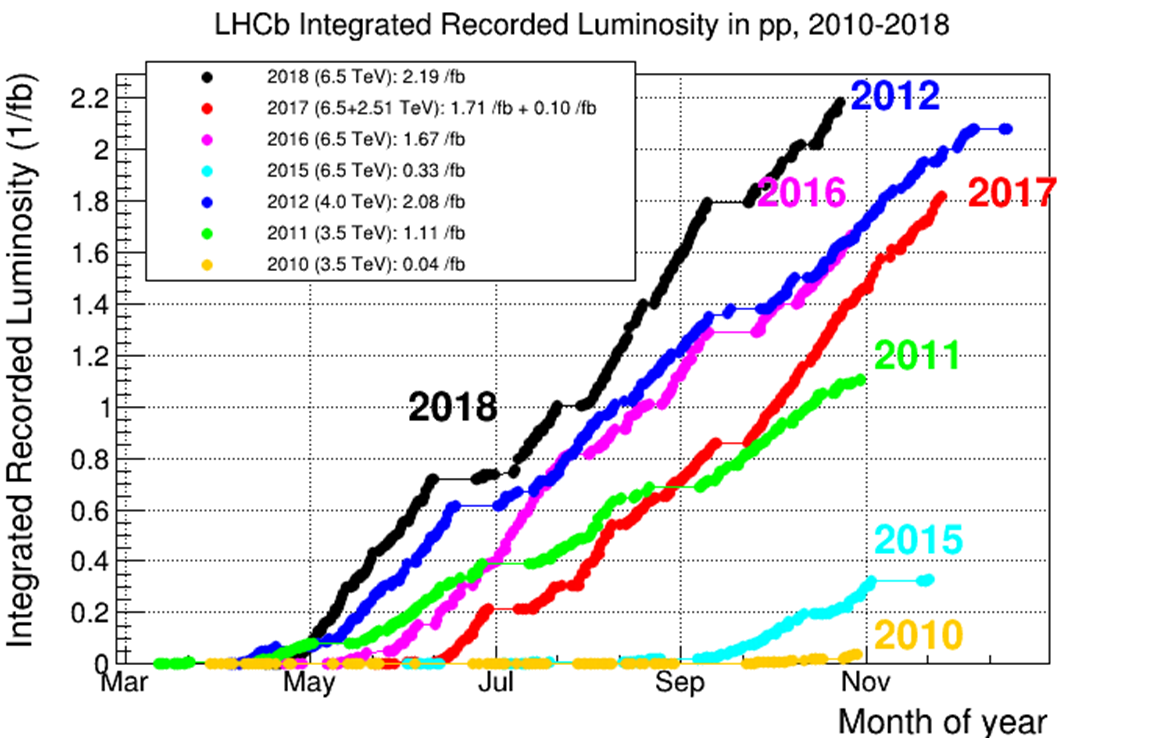 LHCb Integrated Recorded Luminosity in pp, 2010-2018
Integrated Recorded Luminosity (1/fb)
2018 (6.5 TeV): 2.19 /fb
2017 (6.5+2.51 TeV): 1.71 /fb + 0.10 /fb
2016 (6.5 TeV): 1.67 /fb
2015 (6.5 TeV): 0.33 /fb
2012 (4.0 TeV): 2.08 /fb
2011 (3.5 TeV): 1.11 /fb
2010 (3.5 TeV): 0.04 /fb
2.2
2
1.8
1.6
1.4
1.2
1
0.8
0.6
0.4
0.2
0
2012
2016
2017
2011
2018
2015
2010
Mar May Jul Sep Nov
Month of year